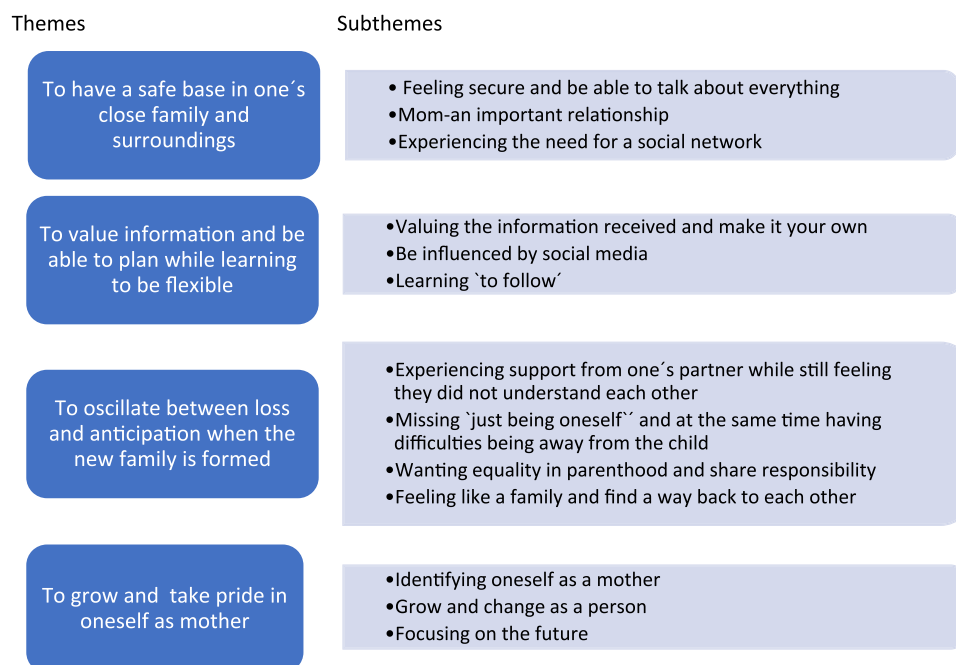 Themes
Subthemes
To have a safe base in one´s
close family and
surroundings
• Feeling secure and be able to talk about everything
•Mom-an important relationship
•Experiencing the need for a social network
To value information and be
able to plan while learning
to be flexible
•Valuing the information received and make it your own
•Be influenced by social media
•Learning `to follow´
To oscillate between loss
and anticipation when the
new family is formed
•Experiencing support from one´s partner while still feeling
they did not understand each other
•Missing `just being oneself`´ and at the same time having
difficulties being away from the child
•Wanting equality in parenthood and share responsibility
•Feeling like a family and find a way back to each other
To grow and  take pride in
oneself as mother
•Identifying oneself as a mother
•Grow and change as a person
•Focusing on the future